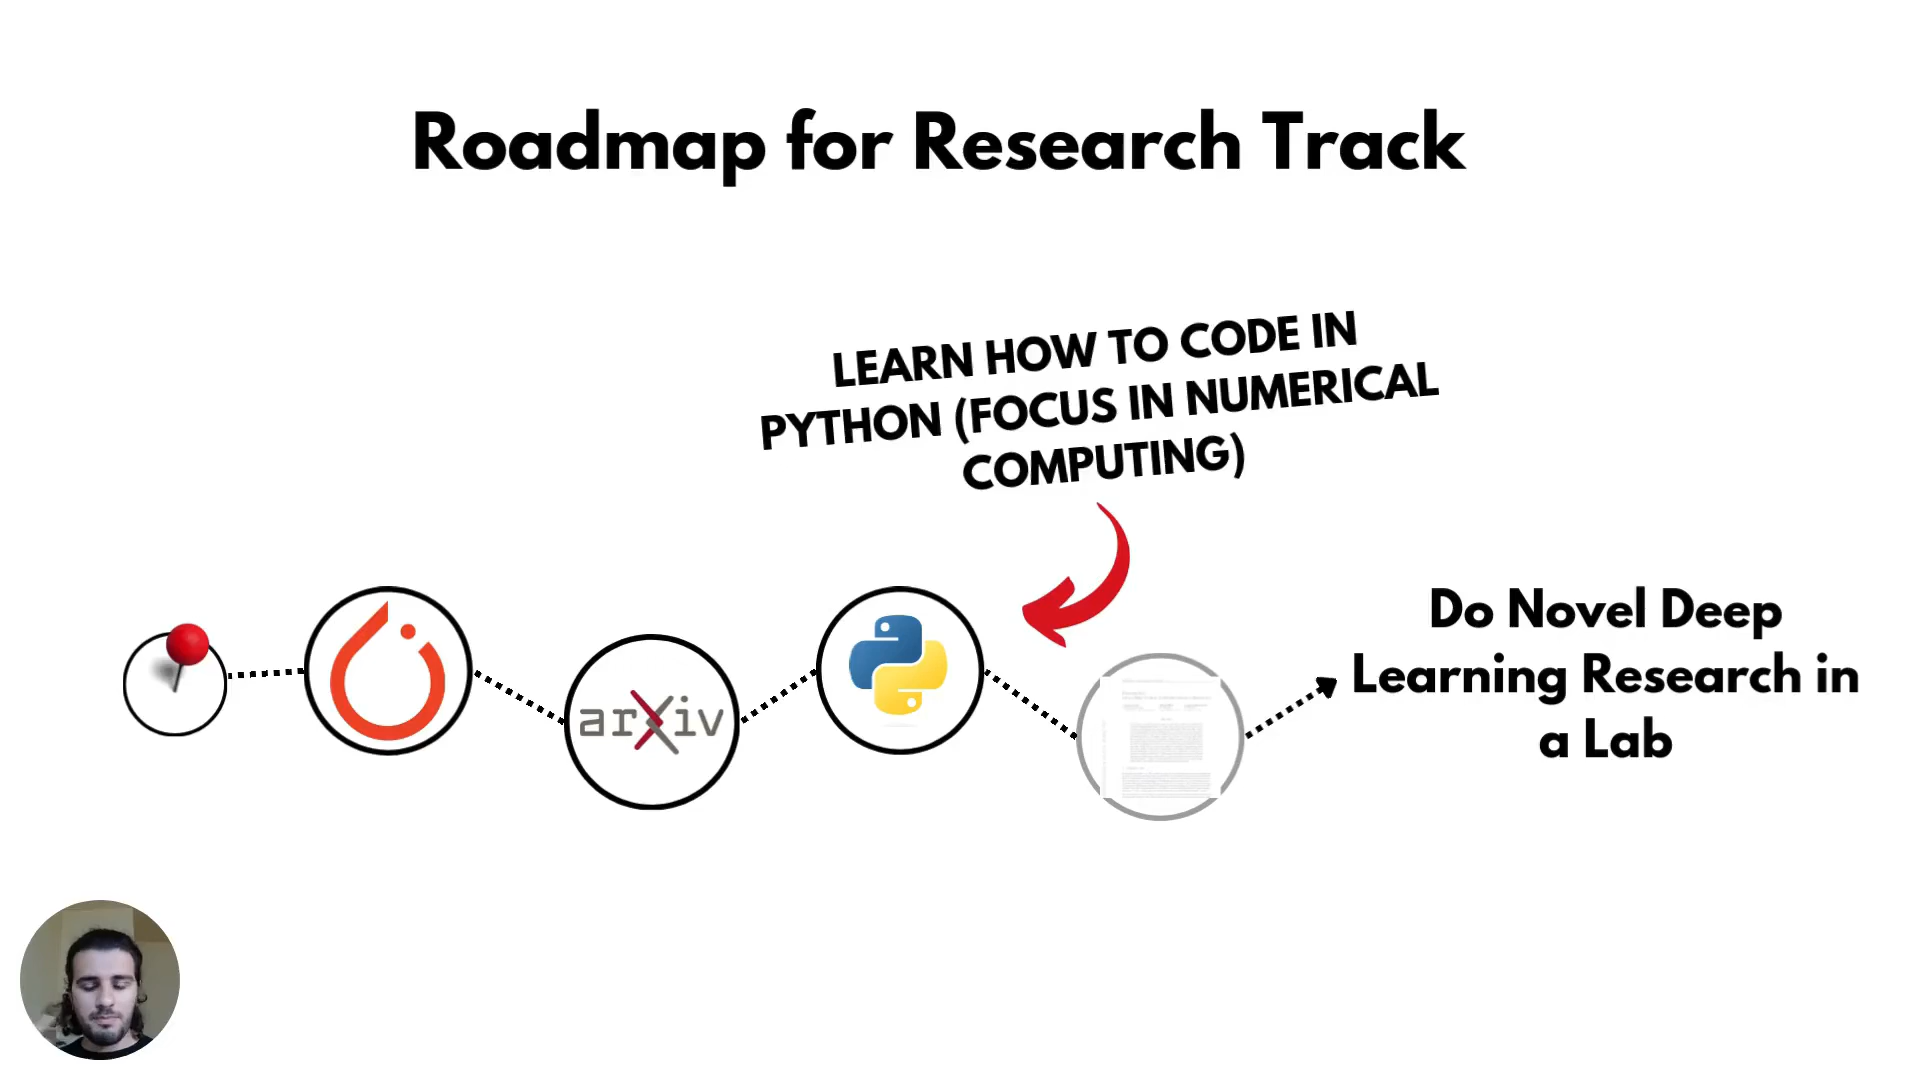 Roadmap for Research Track
LEARN HOW TO CODE IN
PYTHON (FOCUS IN NUMERICAL
COMPUTING)
arXiv
Do Novel Deep
Learning Research in
a Lab